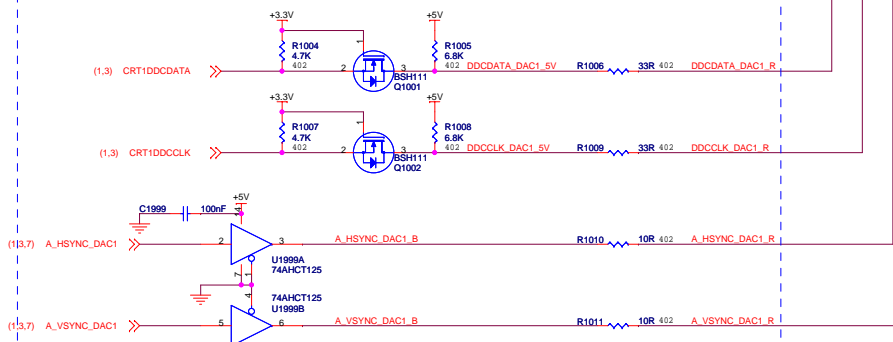 +3.3V +5V
1
R1004 R1005
4.7K 6.8K
(1,3) CRT1DDCDATA 402 2 3 402 DDCDATA_DAC1_5V R1006 33R 402 DDCDATA_DAC1_R
BSH111
Q1001
+3.3V +5V
1
R1007 R1008
4.7K 6.8K
(1,3) CRT1DDCCLK 402 2 3 402 DDCCLK_DAC1_5V R1009 33R 402 DDCCLK_DAC1_R
BSH111
Q1002
+5V
C1999 100nF 14
(1,3,7) A_HSYNC_DAC1 2 3 A_HSYNC_DAC1_B R1010 10R 402 A_HSYNC_DAC1_R
U1999A
7 1 74AHCT125
4 74AHCT125
U1999B
(1,3,7) A_VSYNC_DAC1 5 6 A_VSYNC_DAC1_B R1011 10R 402 A_VSYNC_DAC1_R